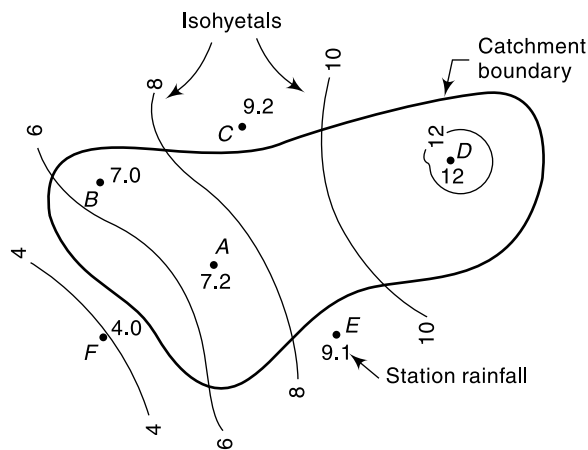 Isohyetals
Catchment
boundary
10
8
6
4
9.2
C
12
D
12
7.0
B
A
7.2
4.0
F
E
9.1
10
8
6
4
Station rainfall